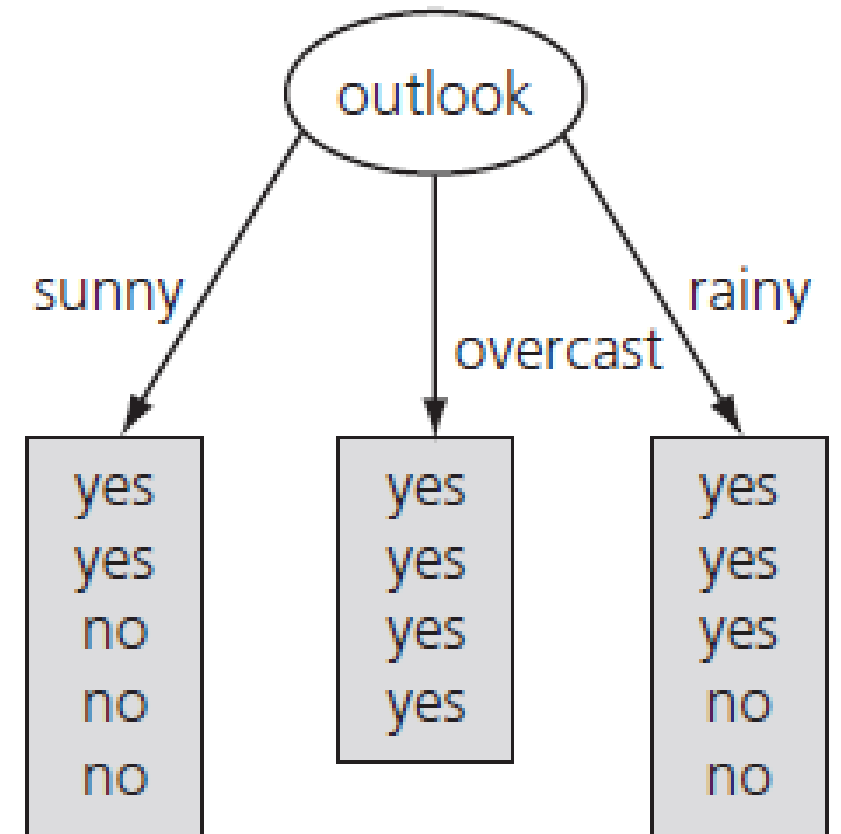 outlook
sunny
overcast
rainy
yes
yes
no
no
no
yes
yes
yes
yes
yes
yes
yes
no
no